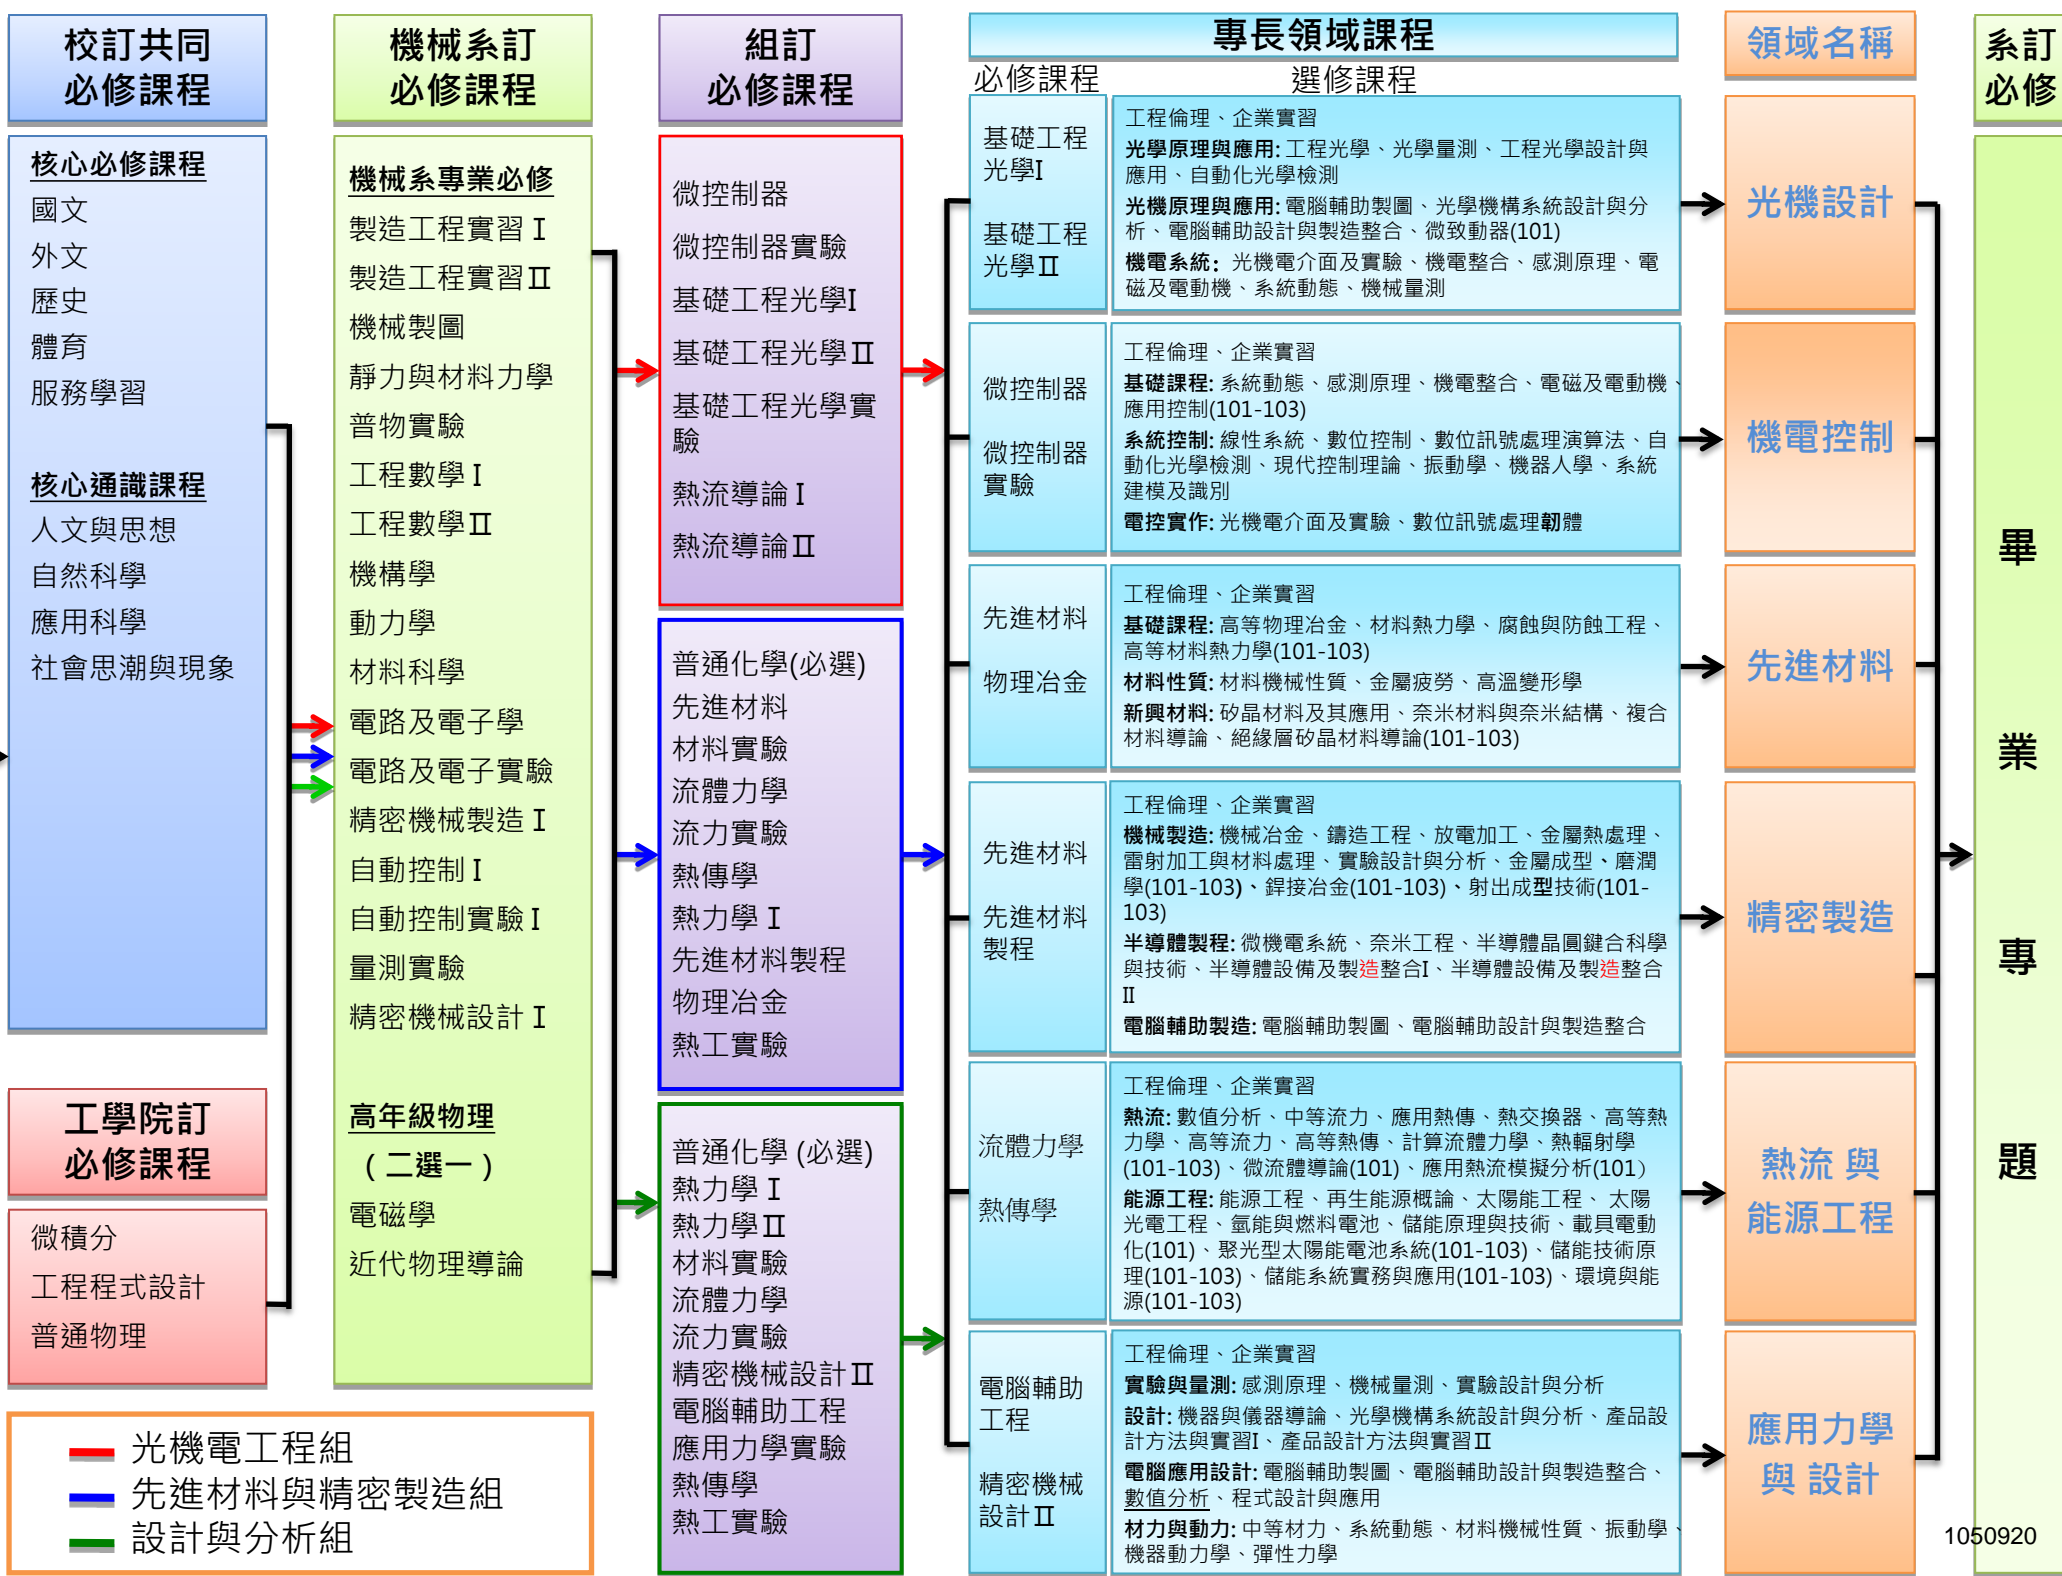 校訂共同
必修課程
核心必修課程
國文
外文
歷史
體育
服務學習
核心通識課程
人文與思想
自然科學
應用科學
社會思潮與現象
工學院訂
必修課程
微積分
工程程式設計
普通物理
光機電工程組
先進材料與精密製造組
設計與分析組
機械系訂
必修課程
機械系專業必修
製造工程實習 I
製造工程實習 II
機械製圖
靜力與材料力學
普物實驗
工程數學 I
工程數學 II
機構學
動力學
材料科學
電路及電子學
電路及電子實驗
精密機械製造 I
自動控制 I
自動控制實驗 I
量測實驗
精密機械設計 I
高年級物理
（二選一）
電磁學
近代物理導論
組訂
必修課程
微控制器
微控制器實驗
基礎工程光學I
基礎工程光學 II
基礎工程光學實
驗
熱流導論 I
熱流導論 II
普通化學(必選)
先進材料
材料實驗
流體力學
流力實驗
熱傳學
熱力學 I
先進材料製程
物理冶金
熱工實驗
普通化學 (必選)
熱力學 I
熱力學 II
材料實驗
流體力學
流力實驗
精密機械設計 II
電腦輔助工程
應用力學實驗
熱傳學
熱工實驗
專長領域課程
必修課程 選修課程
基礎工程
光學I
基礎工程
光學 II
工程倫理、企業實習
光學原理與應用: 工程光學、光學量測、工程光學設計與
應用、自動化光學檢測
光機原理與應用: 電腦輔助製圖、光學機構系統設計與分
析、電腦輔助設計與製造整合、微致動器(101)
機電系統: 光機電介面及實驗、機電整合、感測原理、電
磁及電動機、系統動態、機械量測
微控制器
微控制器
實驗
工程倫理、企業實習
基礎課程: 系統動態、感測原理、機電整合、電磁及電動機、
應用控制(101-103)
系統控制: 線性系統、數位控制、數位訊號處理演算法、自
動化光學檢測、現代控制理論、振動學、機器人學、系統
建模及識別
電控實作: 光機電介面及實驗、數位訊號處理韌體
先進材料
物理冶金
工程倫理、企業實習
基礎課程: 高等物理冶金、材料熱力學、腐蝕與防蝕工程、
高等材料熱力學(101-103)
材料性質: 材料機械性質、金屬疲勞、高溫變形學
新興材料: 矽晶材料及其應用、奈米材料與奈米結構、複合
材料導論、絕緣層矽晶材料導論(101-103)
先進材料
先進材料
製程
工程倫理、企業實習
機械製造: 機械冶金、鑄造工程、放電加工、金屬熱處理、
雷射加工與材料處理、實驗設計與分析、金屬成型、磨潤
學(101-103)、銲接冶金(101-103)、射出成型技術(101-
103)
半導體製程: 微機電系統、奈米工程、半導體晶圓鍵合科學
與技術、半導體設備及製造整合I、半導體設備及製造整合
II
電腦輔助製造: 電腦輔助製圖、電腦輔助設計與製造整合
流體力學
熱傳學
工程倫理、企業實習
熱流: 數值分析、中等流力、應用熱傳、熱交換器、高等熱
力學、高等流力、高等熱傳、計算流體力學、熱輻射學
(101-103)、微流體導論(101)、應用熱流模擬分析(101)
能源工程: 能源工程、再生能源概論、太陽能工程、 太陽
光電工程、氫能與燃料電池、儲能原理與技術、載具電動
化(101)、聚光型太陽能電池系統(101-103)、儲能技術原
理(101-103)、儲能系統實務與應用(101-103)、環境與能
源(101-103)
電腦輔助
工程
精密機械
設計 II
工程倫理、企業實習
實驗與量測: 感測原理、機械量測、實驗設計與分析
設計: 機器與儀器導論、光學機構系統設計與分析、產品設
計方法與實習I、產品設計方法與實習 II
電腦應用設計: 電腦輔助製圖、電腦輔助設計與製造整合、
數值分析、程式設計與應用
材力與動力: 中等材力、系統動態、材料機械性質、振動學、
機器動力學、彈性力學
領域名稱
光機設計
機電控制
先進材料
精密製造
熱流 與
能源工程
應用力學
與 設計
系訂
必修
畢
業
專
題
1050920